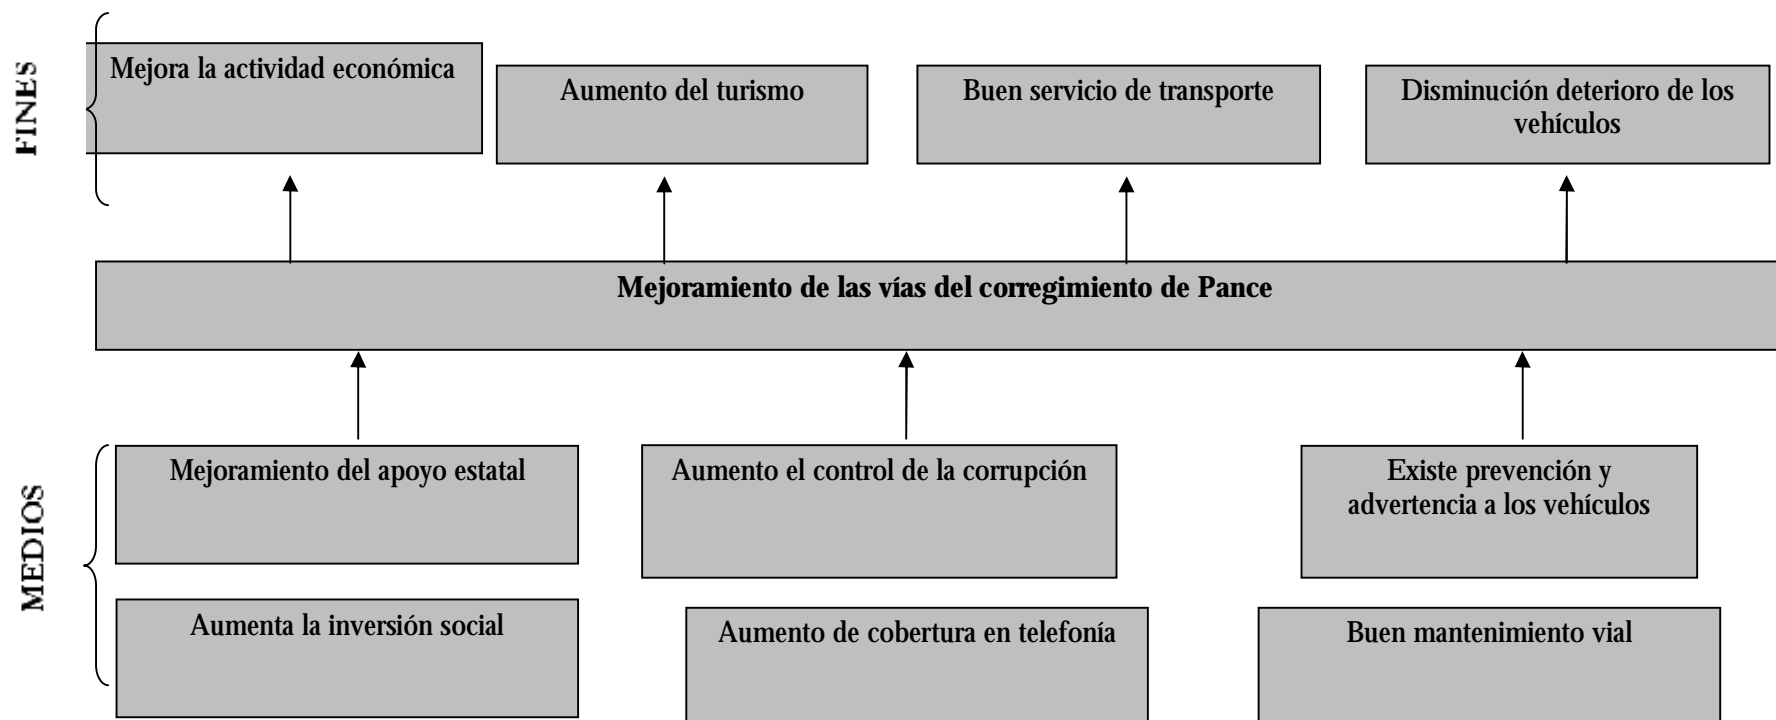 FINES
Mejora la actividad económica
Aumento del turismo
Buen servicio de transporte
Disminución deterioro de los
vehículos
Mejoramiento de las vías del corregimiento de Pance
MEDIOS
Mejoramiento del apoyo estatal
Aumento el control de la corrupción
Existe prevención y
advertencia a los vehículos
Aumenta la inversión social
Aumento de cobertura en telefonía
Buen mantenimiento vial